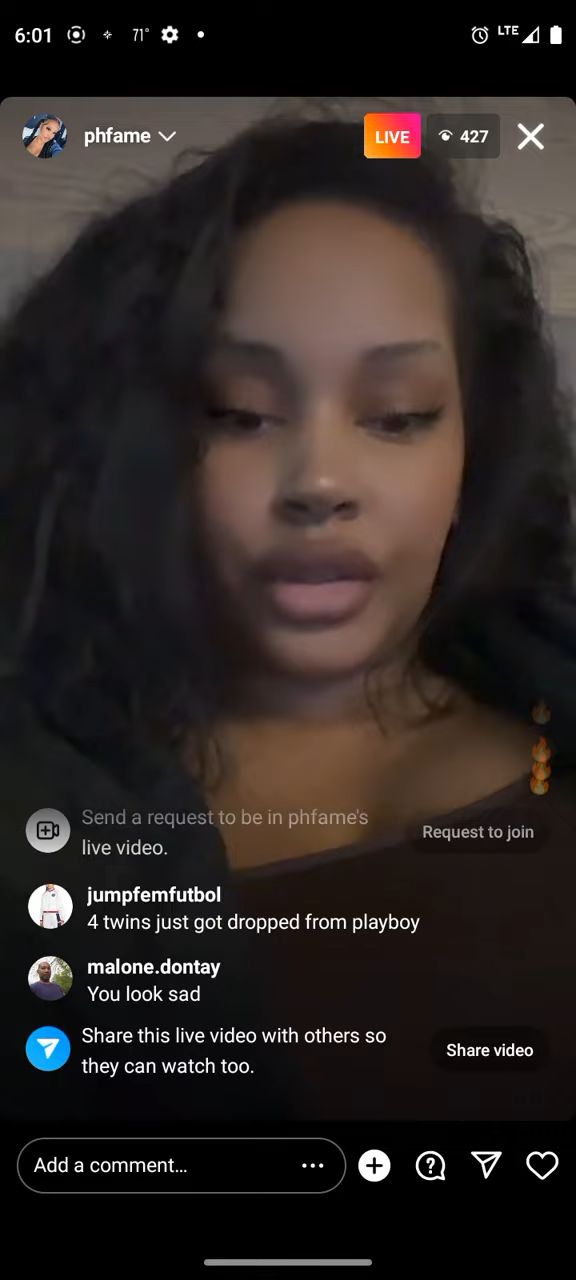 6:01 71° LTE
phfame LIVE 427
Send a request to be in phfame's
live video.
Request to join
jumpfemfutbol
4 twins just got dropped from playboy
malone.dontay
You look sad
Share this live video with others so
they can watch too.
Share video
Add a comment...